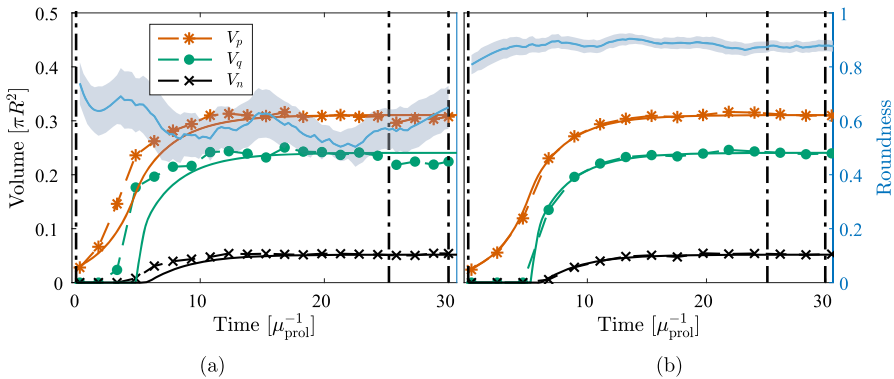 0.5
0.4
0.3
0.2
0.1
0
Volume [πR²]
V_p
V_q
V_n
0 10 20 30
Time [μ_prol^-1]
(a)
10 20 30
Time [μ_prol^-1]
(b)
1
0.8
0.6
0.4
0.2
0
Roundness